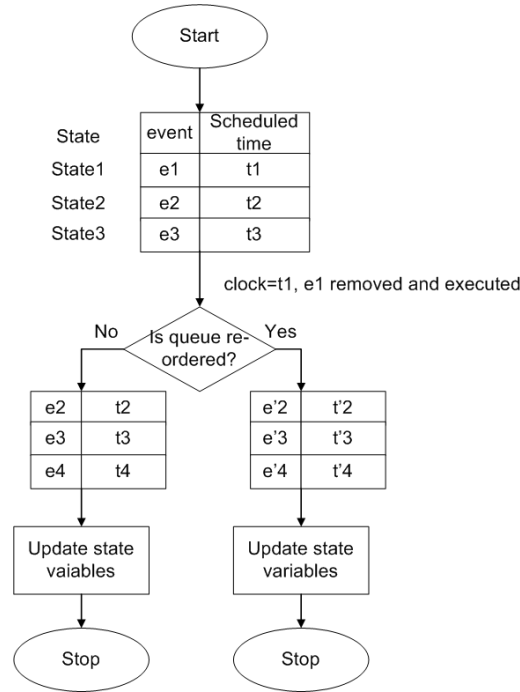 Start
State
event
Scheduled
time
State1
e1
t1
State2
e2
t2
State3
e3
t3
clock=t1, e1 removed and executed
No
Is queue re-
ordered?
Yes
e2
t2
e3
t3
e4
t4
e'2
t'2
e'3
t'3
e'4
t'4
Update state
vaiables
Update state
variables
Stop
Stop